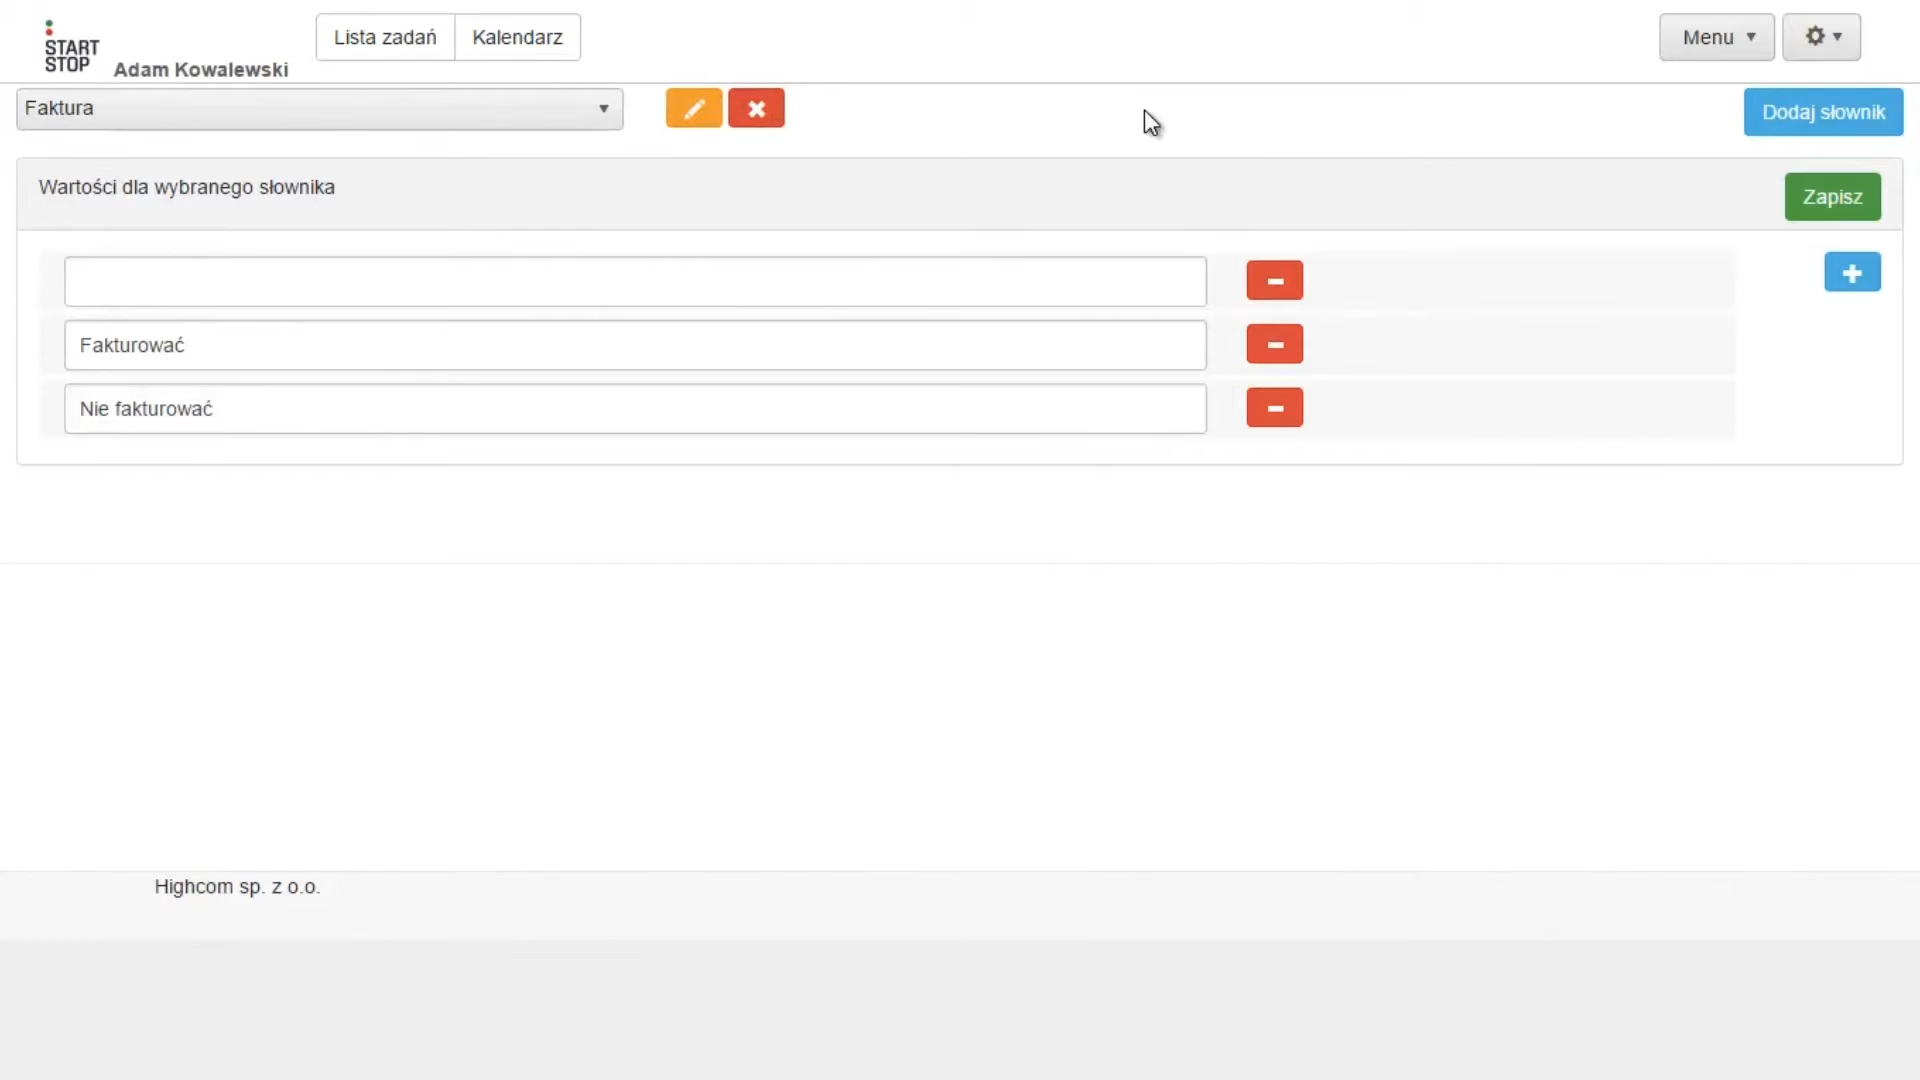 START
STOP
Adam Kowalewski
Lista zadań
Kalendarz
Menu
Faktura
Dodaj słownik
Wartości dla wybranego słownika
Zapisz
Fakturować
Nie fakturować
Highcom sp. z o.o.